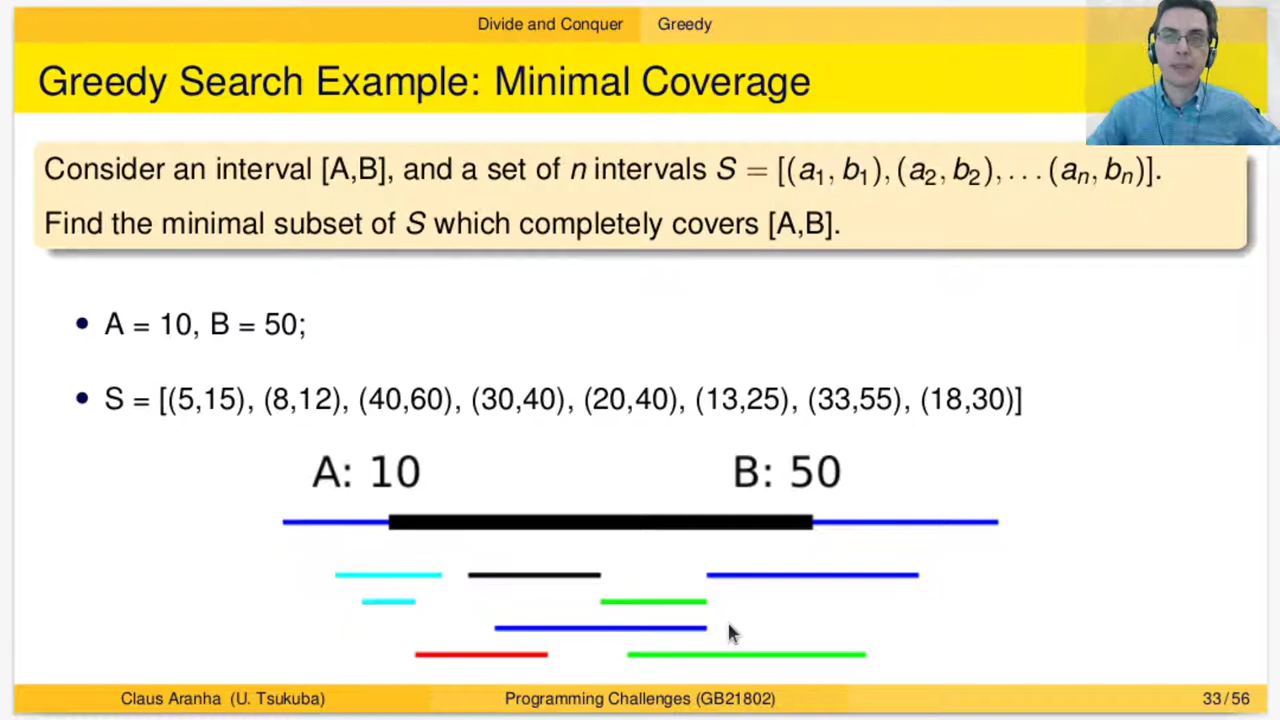 Divide and Conquer Greedy
Greedy Search Example: Minimal Coverage
Consider an interval [A,B], and a set of n intervals S = [(a₁, b₁), (a₂, b₂), . . . (aₙ, bₙ)].
Find the minimal subset of S which completely covers [A,B].
• A = 10, B = 50;
• S = [(5,15), (8,12), (40,60), (30,40), (20,40), (13,25), (33,55), (18,30)]
A: 10 B: 50
Claus Aranha (U. Tsukuba) Programming Challenges (GB21802) 33 / 56